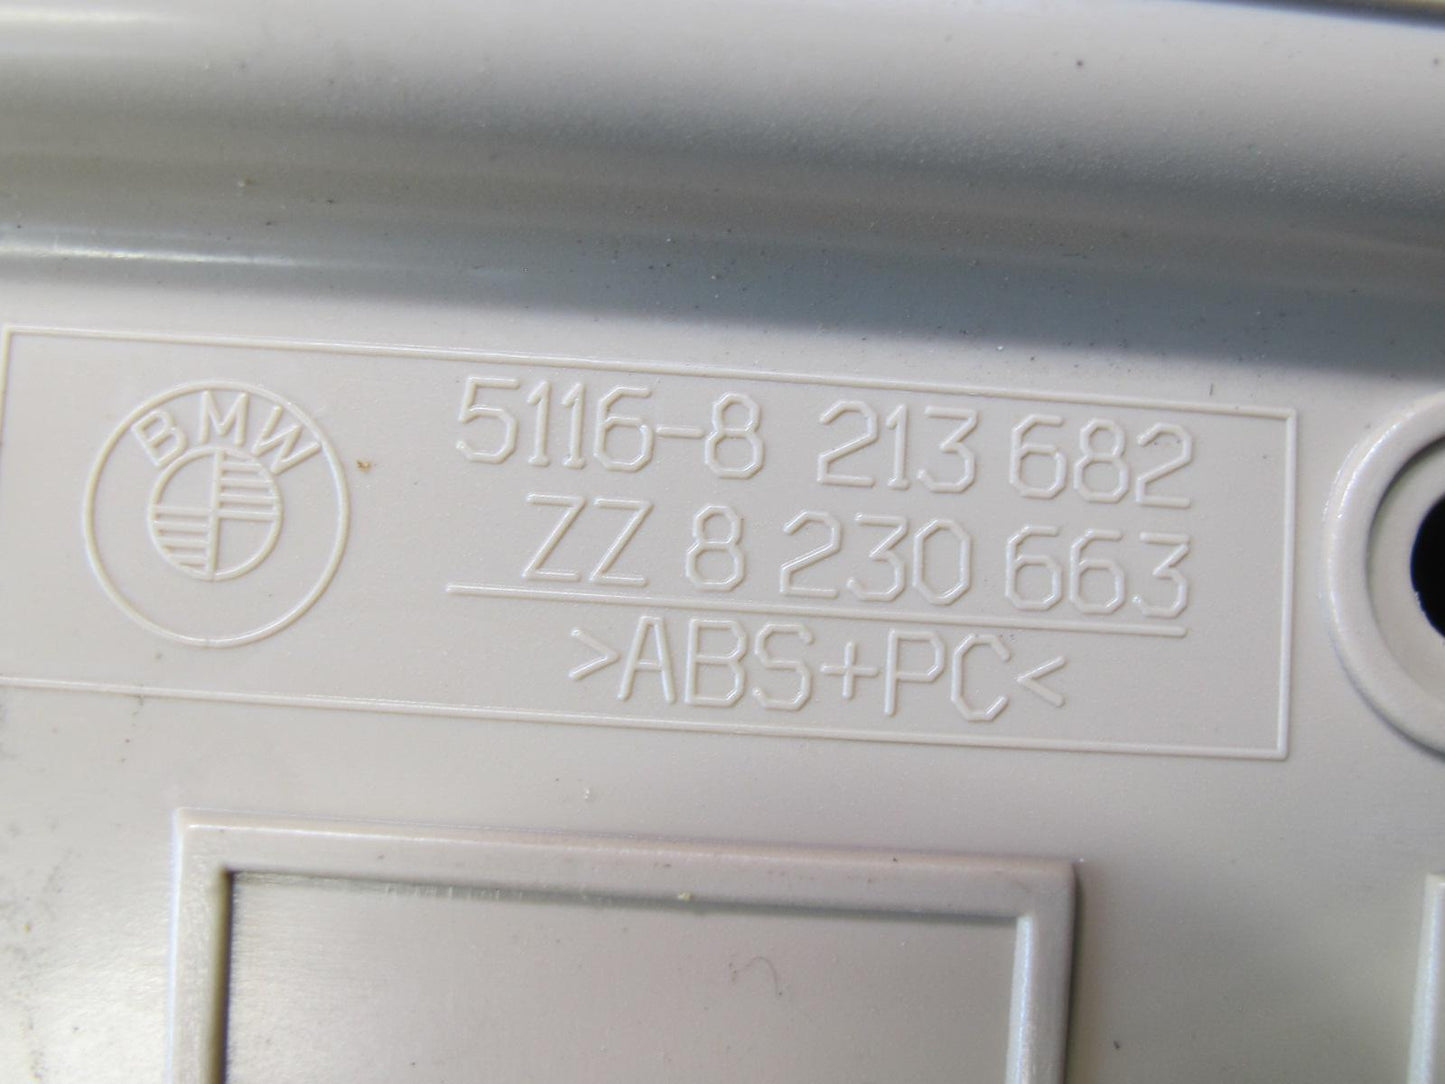 BMW
5116-8 213 682
ZZ 8 230 663
>ABS+PC<